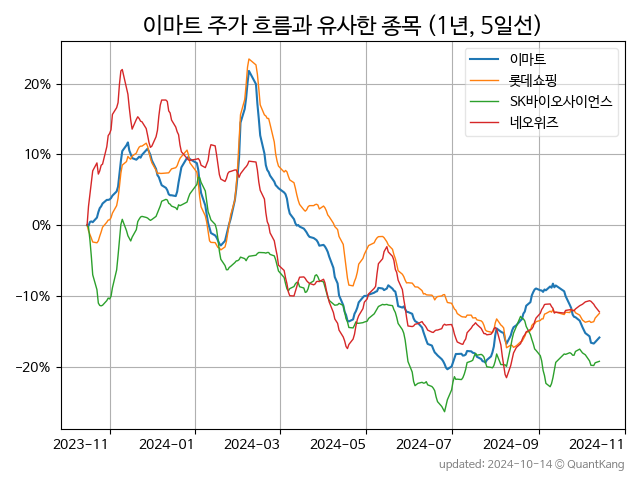 이마트 주가 흐름과 유사한 종목 (1년, 5일선)
이마트
롯데쇼핑
SK바이오사이언스
네오위즈
20%
10%
0%
−10%
−20%
2023-11
2024-01
2024-03
2024-05
2024-07
2024-09
2024-11
updated: 2024-10-14 © QuantKang